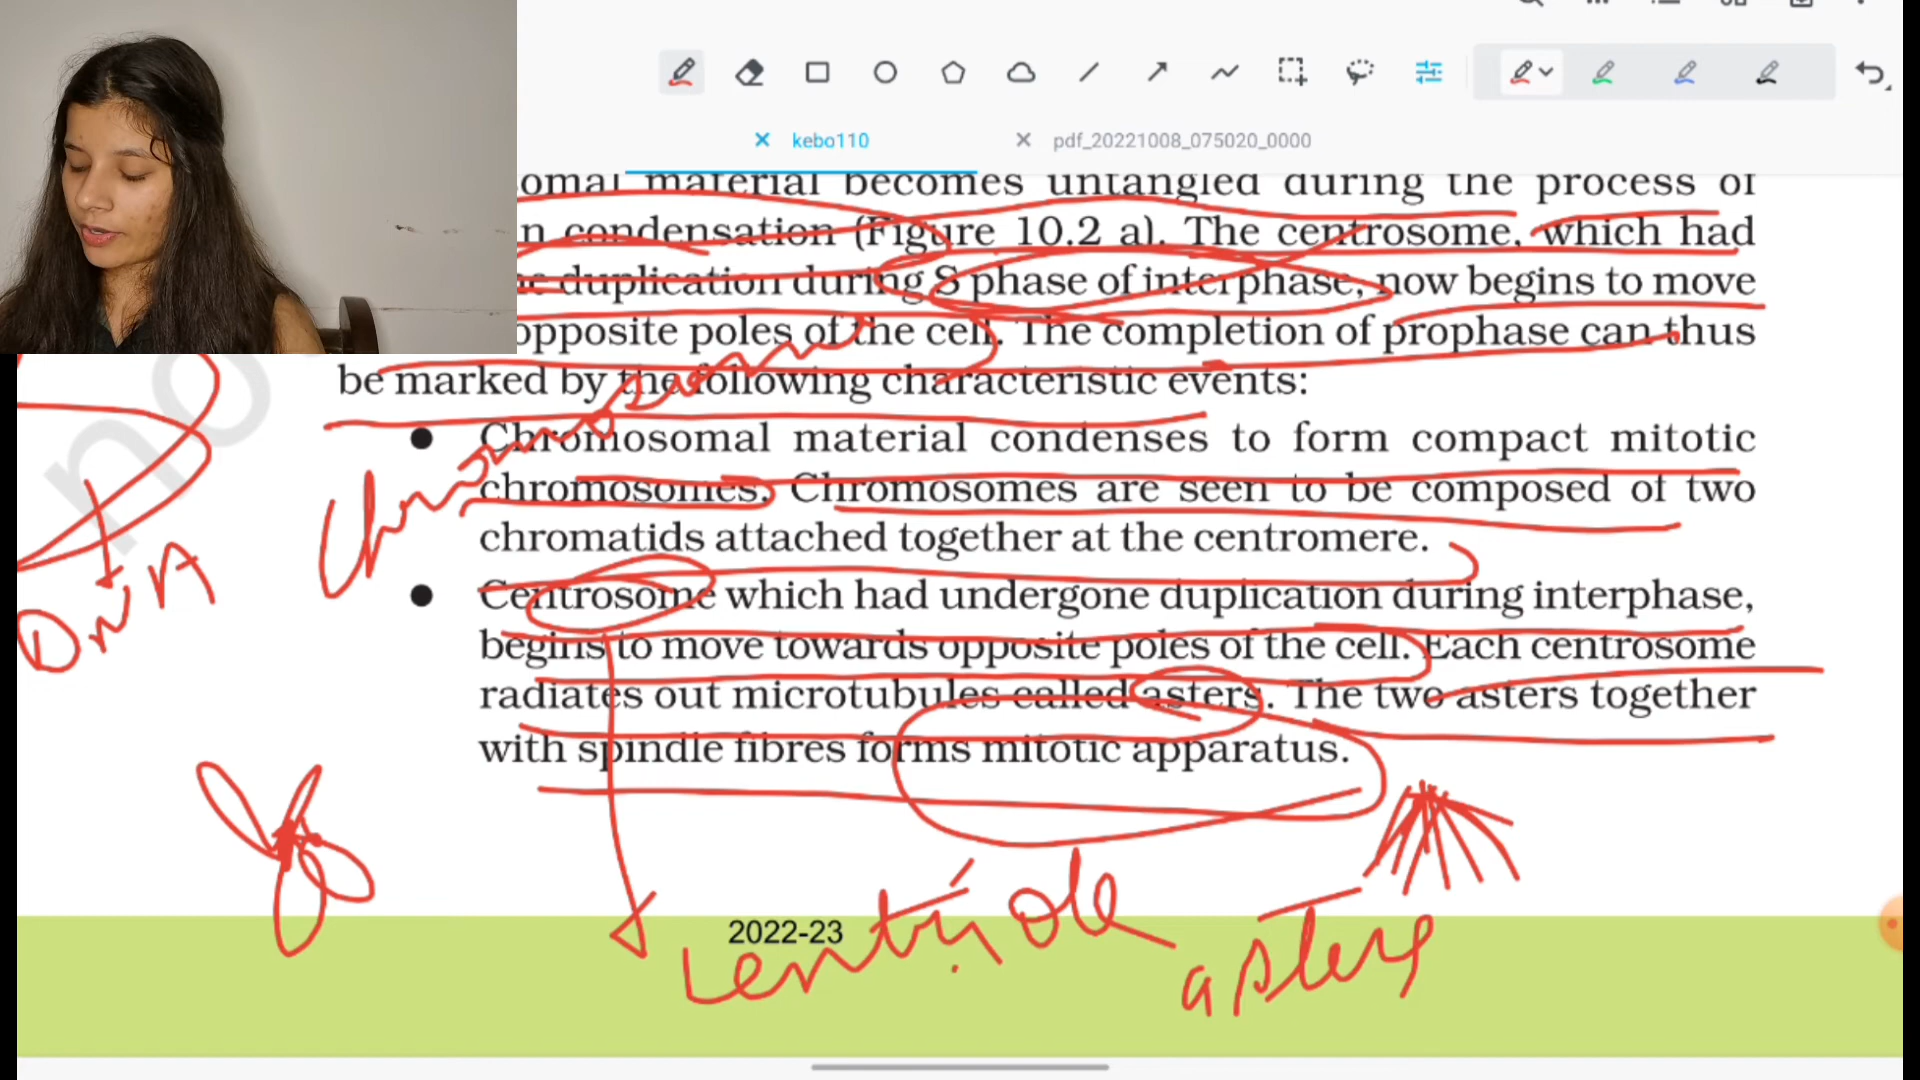 kebo110
pdf_20221008_075020_0000
omal material becomes untangled during the process of
n condensation (Figure 10.2 a). The centrosome, which had
duplication during S phase of interphase, now begins to move
opposite poles of the cell. The completion of prophase can thus
be marked by the following characteristic events:
Chromosomal material condenses to form compact mitotic
chromosomes. Chromosomes are seen to be composed of two
chromatids attached together at the centromere.
Centrosome which had undergone duplication during interphase,
begins to move towards opposite poles of the cell. Each centrosome
radiates out microtubules called asters. The two asters together
with spindle fibres forms mitotic apparatus.
no
DNA
centriole
asters
2022-23